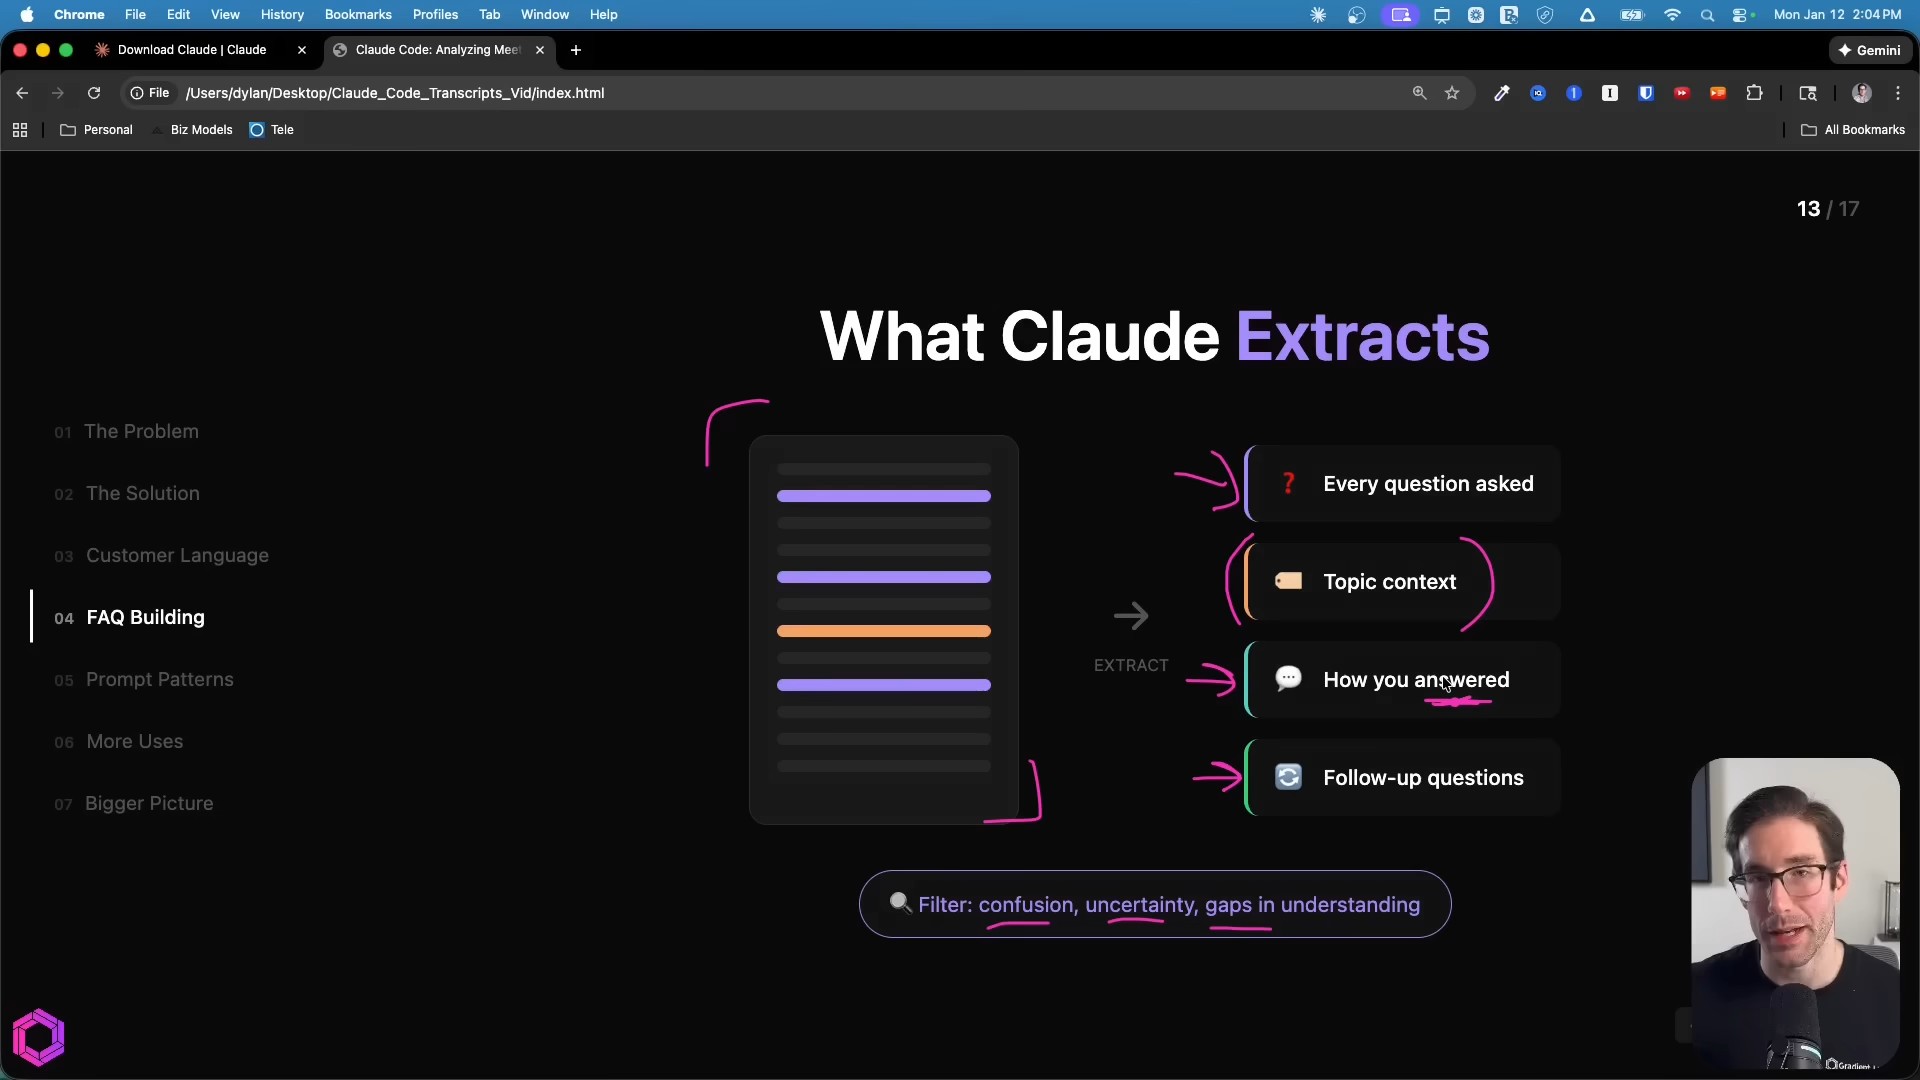 Chrome File Edit View History Bookmarks Profiles Tab Window Help Mon Jan 12 2:04 PM
Download Claude | Claude Claude Code: Analyzing Meet Gemini
File /Users/dylan/Desktop/Claude_Code_Transcripts_Vid/index.html
Personal Biz Models Tele All Bookmarks
13 / 17
What Claude Extracts
01 The Problem
02 The Solution
03 Customer Language
04 FAQ Building
05 Prompt Patterns
06 More Uses
07 Bigger Picture
EXTRACT
Every question asked
Topic context
How you answered
Follow-up questions
Filter: confusion, uncertainty, gaps in understanding
Gradient